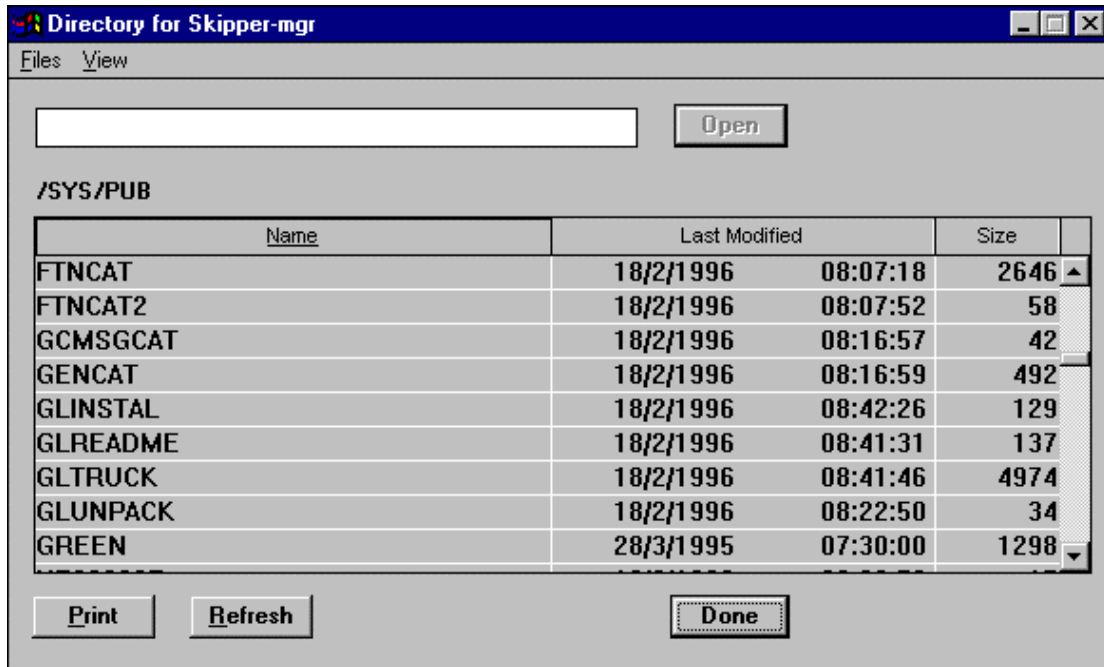 Directory for Skipper-mgr
Files View
Open
/SYS/PUB
Name Last Modified Size
FTNCAT 18/2/1996 08:07:18 2646
FTNCAT2 18/2/1996 08:07:52 58
GCMSGCAT 18/2/1996 08:16:57 42
GENCAT 18/2/1996 08:16:59 492
GLINSTAL 18/2/1996 08:42:26 129
GLREADME 18/2/1996 08:41:31 137
GLTRUCK 18/2/1996 08:41:46 4974
GLUNPACK 18/2/1996 08:22:50 34
GREEN 28/3/1995 07:30:00 1298
Print Refresh Done